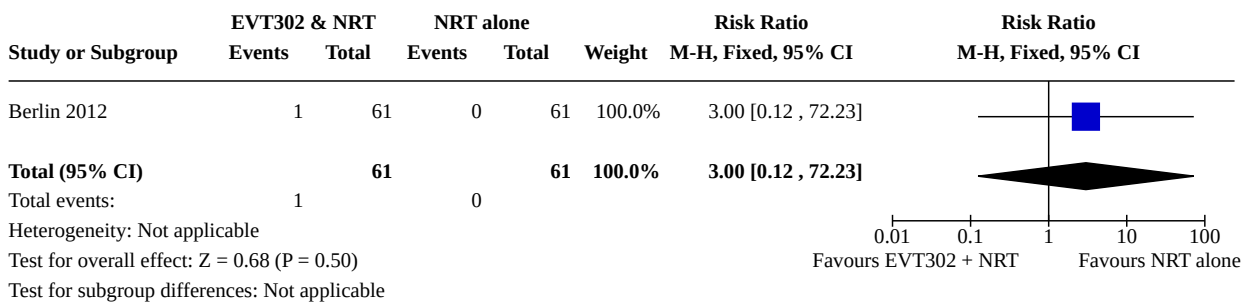 EVT302 & NRT NRT alone Risk Ratio Risk Ratio
Study or Subgroup Events Total Events Total Weight M-H, Fixed, 95% CI M-H, Fixed, 95% CI
Berlin 2012 1 61 0 61 100.0% 3.00 [0.12 , 72.23]
Total (95% CI) 61 61 100.0% 3.00 [0.12 , 72.23]
Total events: 1 0
Heterogeneity: Not applicable 0.01 0.1 1 10 100
Test for overall effect: Z = 0.68 (P = 0.50) Favours EVT302 + NRT Favours NRT alone
Test for subgroup differences: Not applicable